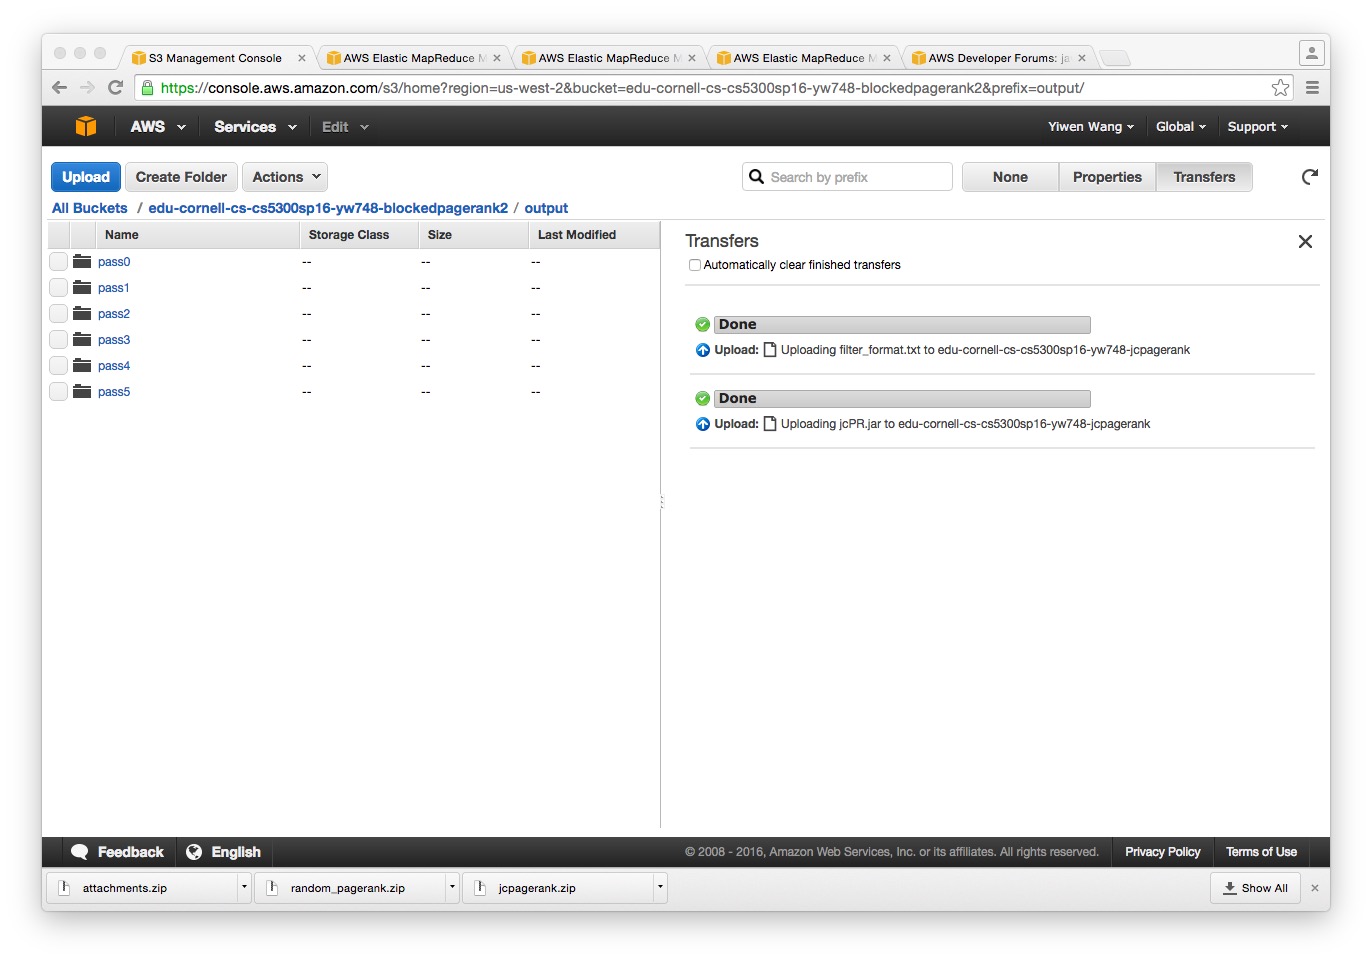 S3 Management Console
AWS Elastic MapReduce M
AWS Elastic MapReduce M
AWS Elastic MapReduce M
AWS Developer Forums: ja
https://console.aws.amazon.com/s3/home?region=us-west-2&bucket=edu-cornell-cs-cs5300sp16-yw748-blockedpagerank2&prefix=output/
AWS Services Edit Yiwen Wang Global Support
Upload Create Folder Actions Search by prefix None Properties Transfers
All Buckets / edu-cornell-cs-cs5300sp16-yw748-blockedpagerank2 / output
Name Storage Class Size Last Modified
pass0 -- -- --
pass1 -- -- --
pass2 -- -- --
pass3 -- -- --
pass4 -- -- --
pass5 -- -- --
Transfers
Automatically clear finished transfers
Done
Upload: Uploading filter_format.txt to edu-cornell-cs-cs5300sp16-yw748-jcpagerank
Done
Upload: Uploading jcPR.jar to edu-cornell-cs-cs5300sp16-yw748-jcpagerank
Feedback English © 2008 - 2016, Amazon Web Services, Inc. or its affiliates. All rights reserved. Privacy Policy Terms of Use
attachments.zip random_pagerank.zip jcpagerank.zip Show All